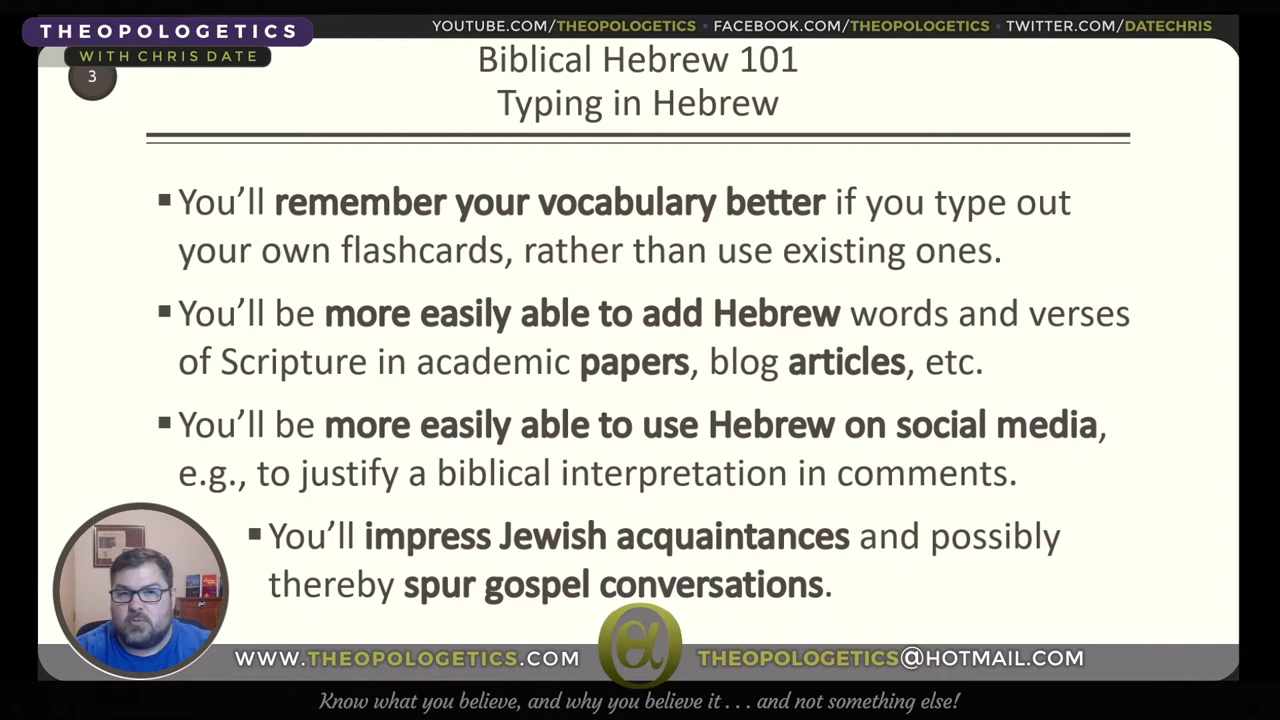 THEOPOLOGETICS
WITH CHRIS DATE
YOUTUBE.COM/THEOPOLOGETICS • FACEBOOK.COM/THEOPOLOGETICS • TWITTER.COM/DATECHRIS
3
Biblical Hebrew 101
Typing in Hebrew
▪ You’ll remember your vocabulary better if you type out
your own flashcards, rather than use existing ones.
▪ You’ll be more easily able to add Hebrew words and verses
of Scripture in academic papers, blog articles, etc.
▪ You’ll be more easily able to use Hebrew on social media,
e.g., to justify a biblical interpretation in comments.
▪ You’ll impress Jewish acquaintances and possibly
thereby spur gospel conversations.
WWW.THEOPOLOGETICS.COM
THEOPOLOGETICS@HOTMAIL.COM
Know what you believe, and why you believe it . . . and not something else!